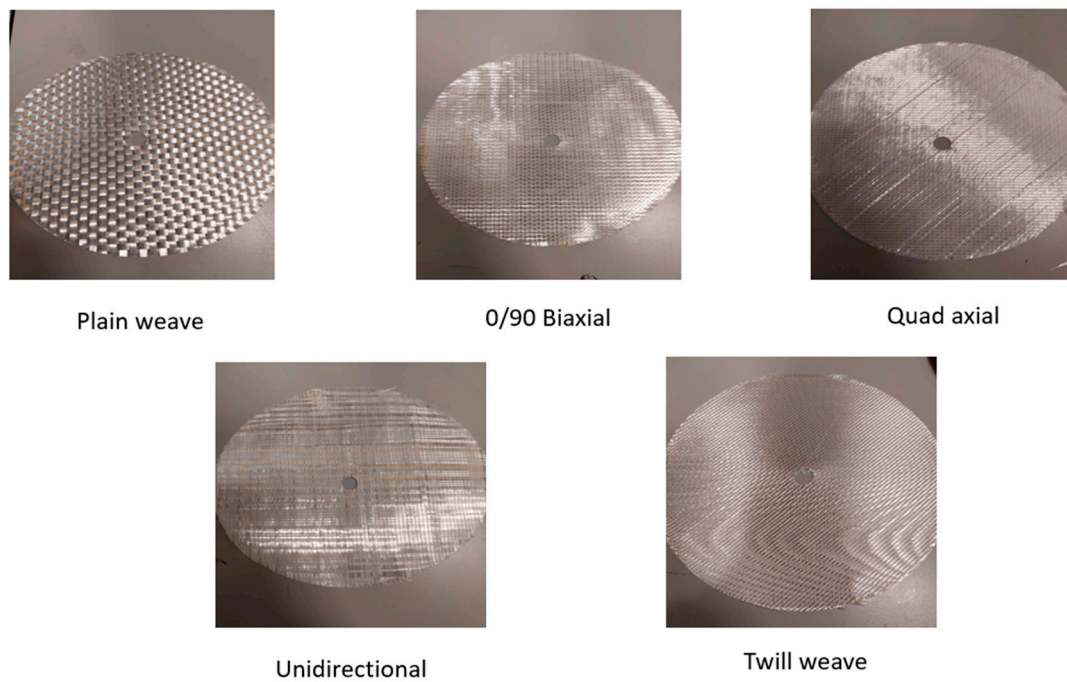 Plain weave
0/90 Biaxial
Quad axial
Unidirectional
Twill weave